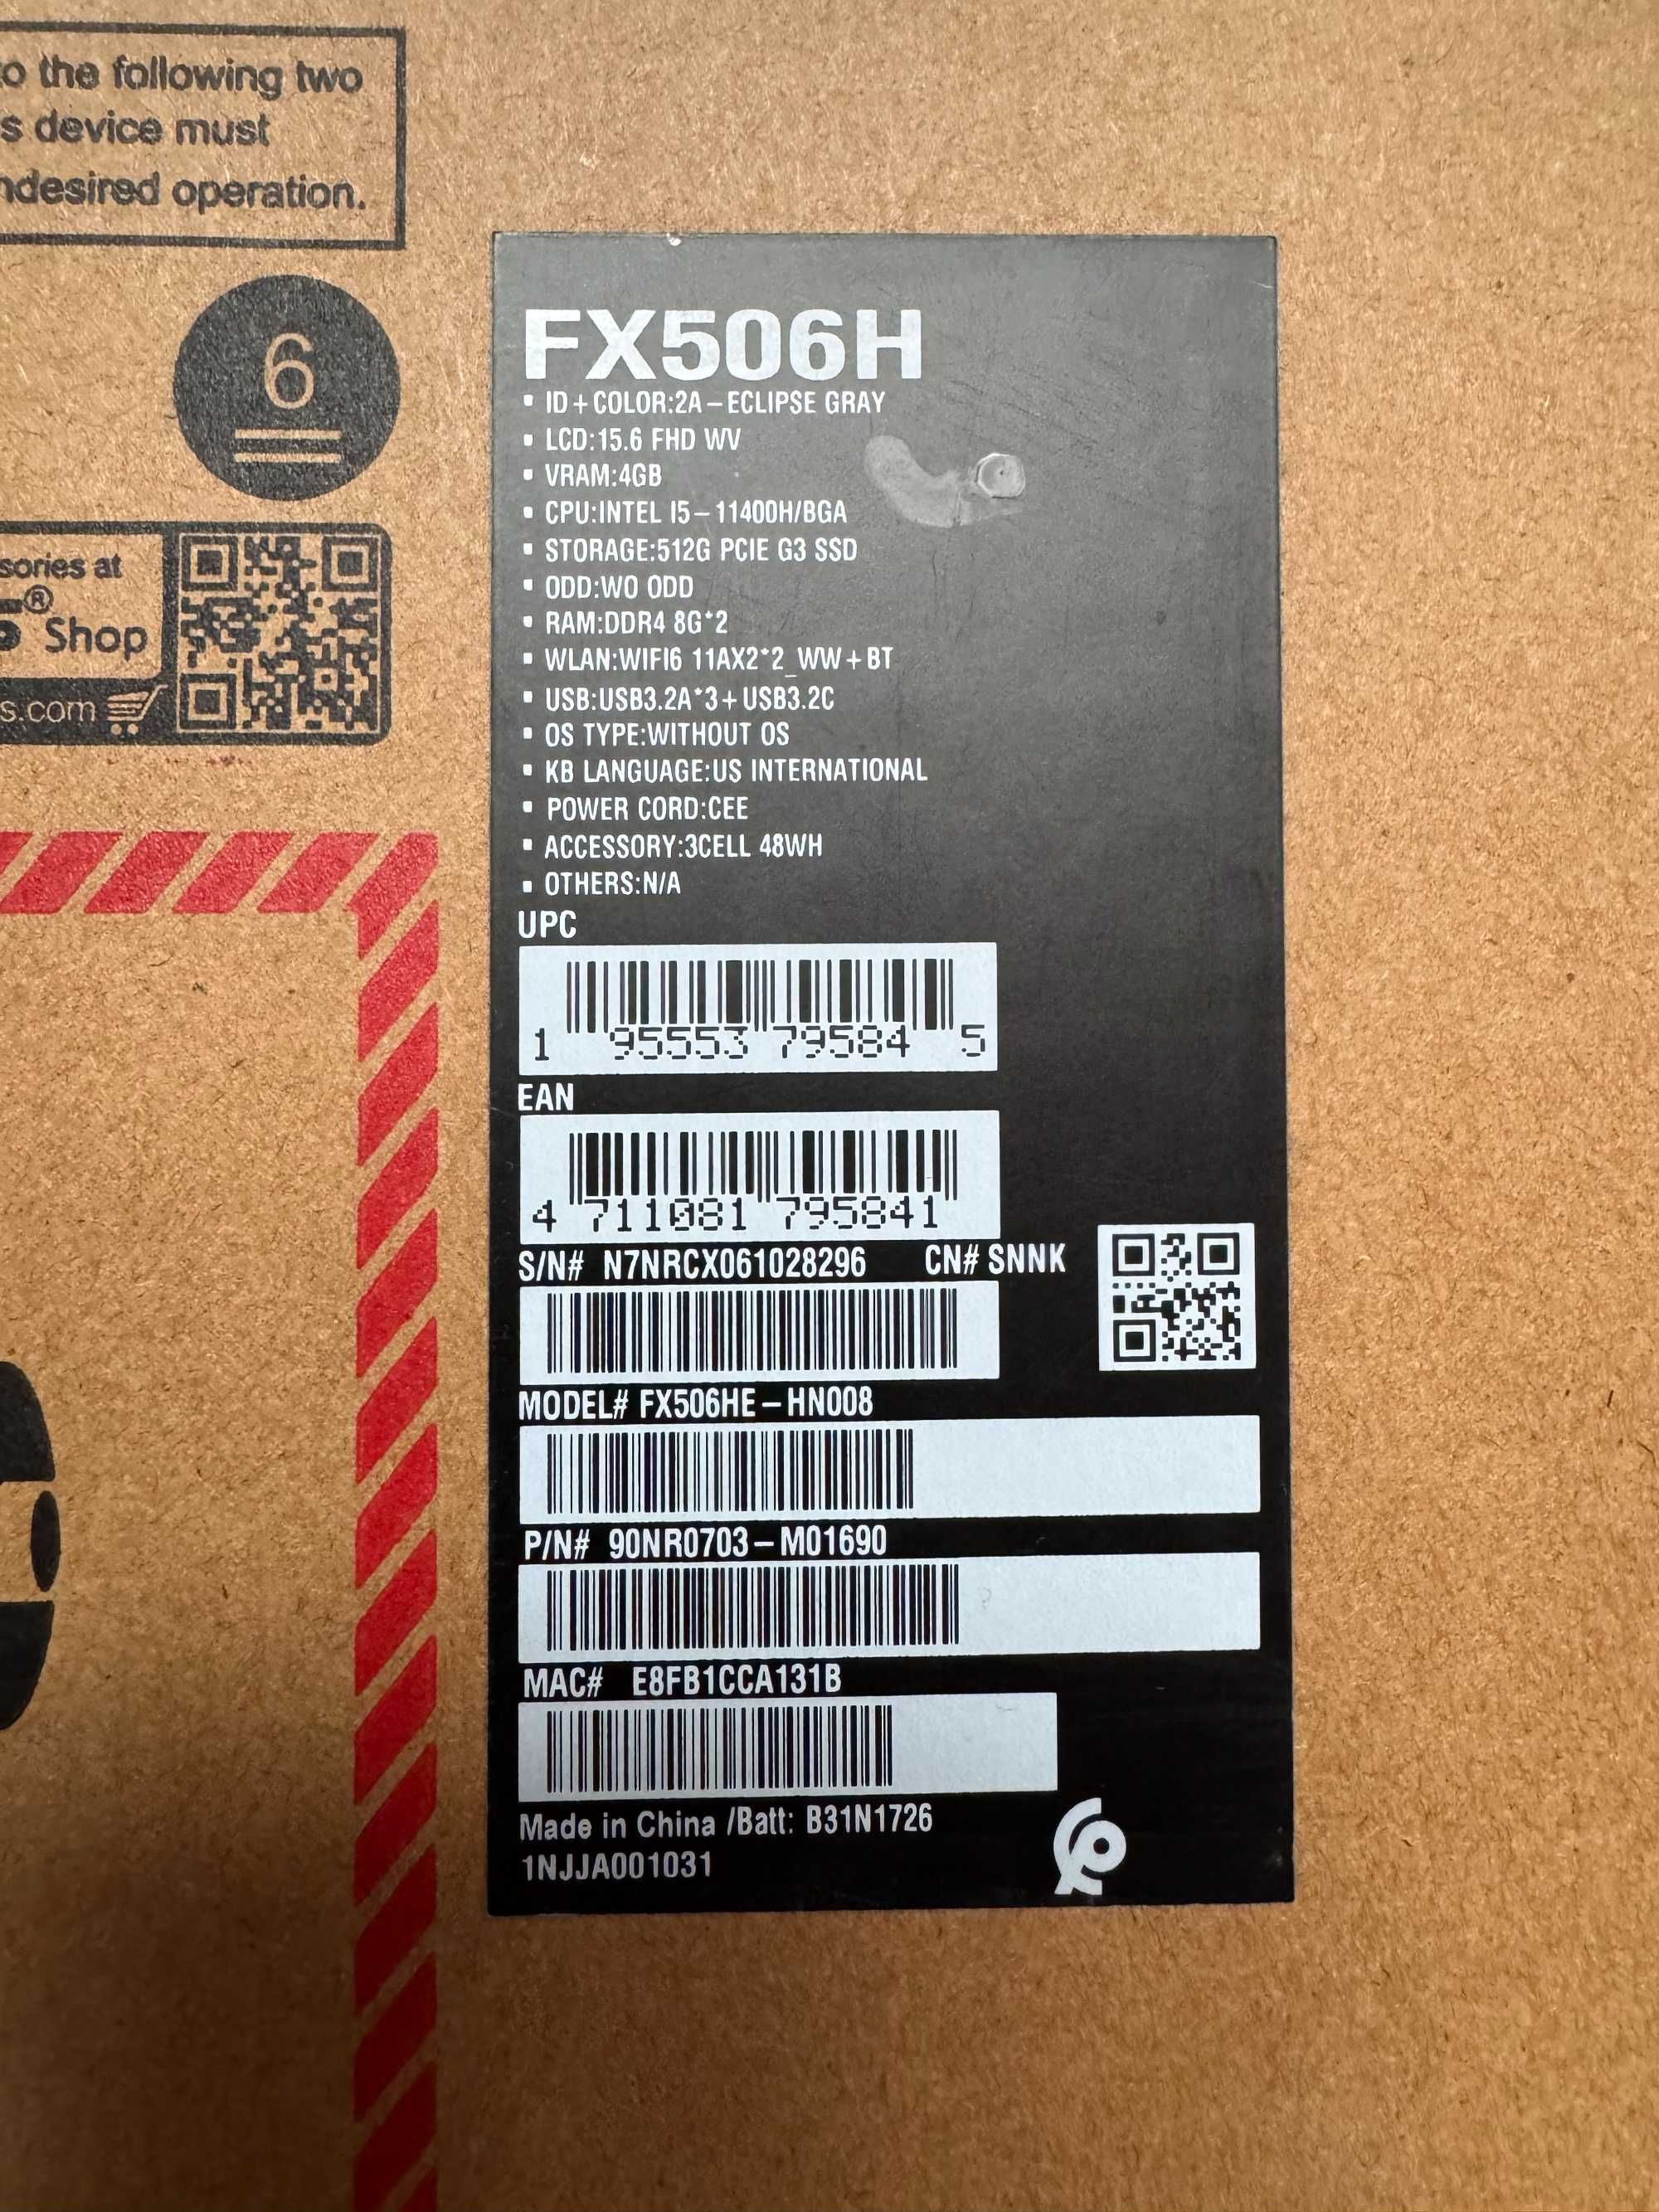 o the following two
s device must
ndesired operation.
6
sories at
® Shop
s.com
FX506H
▪ ID+COLOR:2A-ECLIPSE GRAY
▪ LCD:15.6 FHD WV
▪ VRAM:4GB
▪ CPU:INTEL I5-11400H/BGA
▪ STORAGE:512G PCIE G3 SSD
▪ ODD:WO ODD
▪ RAM:DDR4 8G*2
▪ WLAN:WIFI6 11AX2*2_WW+BT
▪ USB:USB3.2A*3+USB3.2C
▪ OS TYPE:WITHOUT OS
▪ KB LANGUAGE:US INTERNATIONAL
▪ POWER CORD:CEE
▪ ACCESSORY:3CELL 48WH
▪ OTHERS:N/A
UPC
1 95553 79584 5
EAN
4 711081 795841
S/N# N7NRCX061028296 CN# SNNK
MODEL# FX506HE-HN008
P/N# 90NR0703-M01690
MAC# E8FB1CCA131B
Made in China /Batt: B31N1726
1NJJA001031